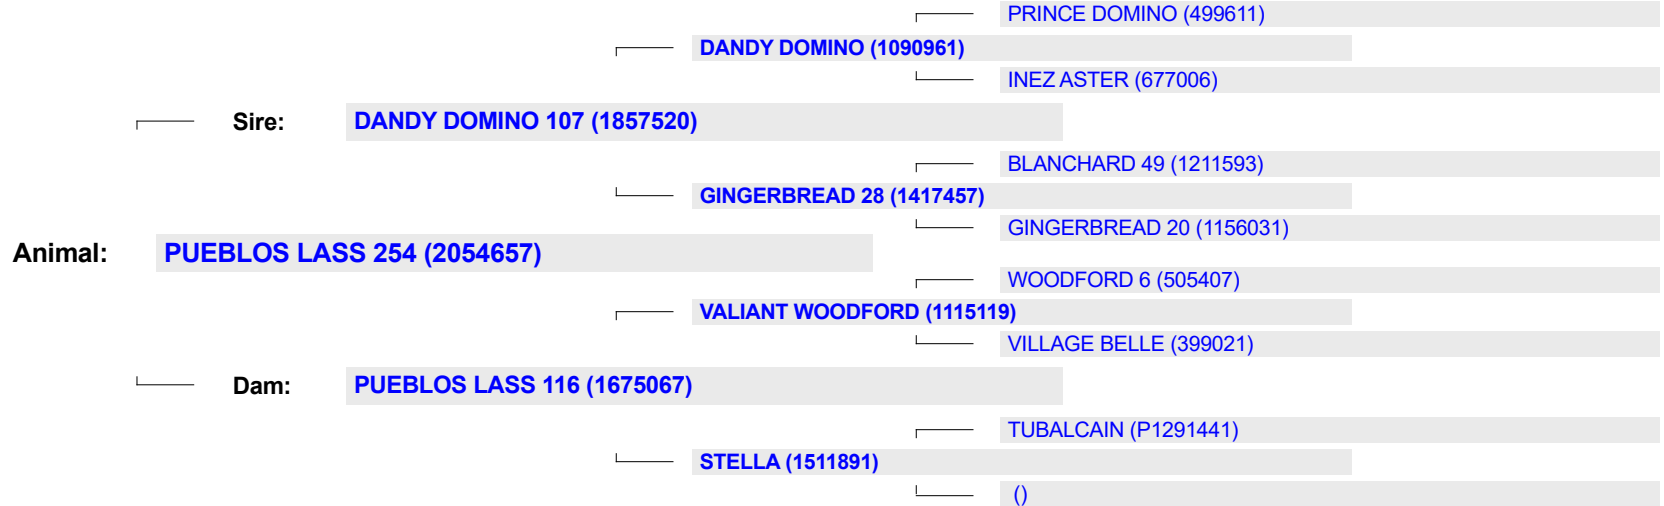 PRINCE DOMINO (499611)
DANDY DOMINO (1090961)
INEZ ASTER (677006)
Sire: DANDY DOMINO 107 (1857520)
BLANCHARD 49 (1211593)
GINGERBREAD 28 (1417457)
GINGERBREAD 20 (1156031)
Animal: PUEBLOS LASS 254 (2054657)
WOODFORD 6 (505407)
VALIANT WOODFORD (1115119)
VILLAGE BELLE (399021)
Dam: PUEBLOS LASS 116 (1675067)
TUBALCAIN (P1291441)
STELLA (1511891)
()